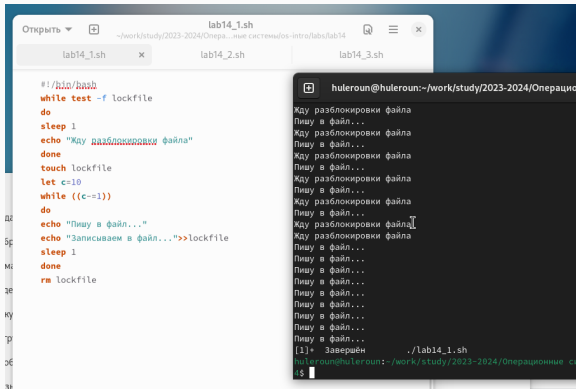 Открыть
lab14_1.sh
~/work/study/2023-2024/Опера...ные системы/os-intro/labs/lab14
lab14_1.sh
lab14_2.sh
lab14_3.sh
#!/bin/bash
while test -f lockfile
do
sleep 1
echo "Жду разблокировки файла"
done
touch lockfile
let c=10
while ((c-=1))
do
echo "Пишу в файл..."
echo "Записываем в файл...">>lockfile
sleep 1
done
rm lockfile
huleroun@huleroun:~/work/study/2023-2024/Операцио
Жду разблокировки файла
Пишу в файл...
Жду разблокировки файла
Пишу в файл...
Жду разблокировки файла
Пишу в файл...
Жду разблокировки файла
Пишу в файл...
Жду разблокировки файла
Пишу в файл...
Жду разблокировки файла
Жду разблокировки файла
Пишу в файл...
Пишу в файл...
Пишу в файл...
Пишу в файл...
Пишу в файл...
Пишу в файл...
Пишу в файл...
Пишу в файл...
Пишу в файл...
[1]+ Завершён ./lab14_1.sh
huleroun@huleroun:~/work/study/2023-2024/Операционные си
4$